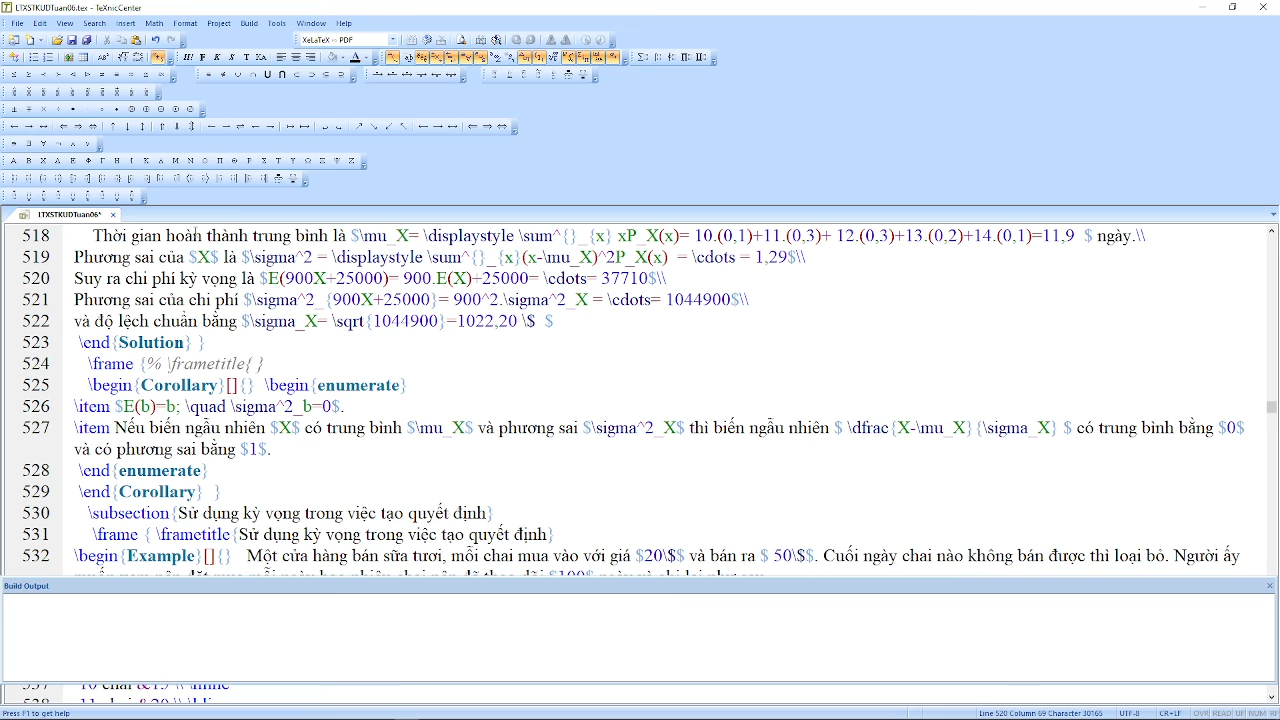 LTXSTKUDTuan06.tex - TeXnicCenter
File Edit View Search Insert Math Format Project Build Tools Window Help
XeLaTeX ⇨ PDF
LTXSTKUDTuan06*
518 Thời gian hoàn thành trung bình là $\mu_X= \displaystyle \sum^{}_{x} xP_X(x)= 10.(0,1)+11.(0,3)+ 12.(0,3)+13.(0,2)+14.(0,1)=11,9 $ ngày.\\
519 Phương sai của $X$ là $\sigma^2 = \displaystyle \sum^{}_{x}(x-\mu_X)^2P_X(x) = \cdots = 1,29$\\
520 Suy ra chi phí kỳ vọng là $E(900X+25000)= 900.E(X)+25000= \cdots= 37710$\\
521 Phương sai của chi phí $\sigma^2_{900X+25000}= 900^2.\sigma^2_X = \cdots= 1044900$\\
522 và độ lệch chuẩn bằng $\sigma_X= \sqrt{1044900}=1022,20 \$ $
523 \end{Solution} }
524 \frame {% \frametitle{ }
525 \begin{Corollary}[]{} \begin{enumerate}
526 \item $E(b)=b; \quad \sigma^2_b=0$.
527 \item Nếu biến ngẫu nhiên $X$ có trung bình $\mu_X$ và phương sai $\sigma^2_X$ thì biến ngẫu nhiên $ \dfrac{X-\mu_X}{\sigma_X} $ có trung bình bằng $0$
và có phương sai bằng $1$.
528 \end{enumerate}
529 \end{Corollary} }
530 \subsection{Sử dụng kỳ vọng trong việc tạo quyết định}
531 \frame { \frametitle{Sử dụng kỳ vọng trong việc tạo quyết định}
532 \begin{Example}[]{} Một cửa hàng bán sữa tươi, mỗi chai mua vào với giá $20\$$ và bán ra $ 50\$$. Cuối ngày chai nào không bán được thì loại bỏ. Người ấy
Build Output
Press F1 to get help
Line 520 Column 69 Character 30165 UTF-8 CR+LF OVR READ UF NUM RF